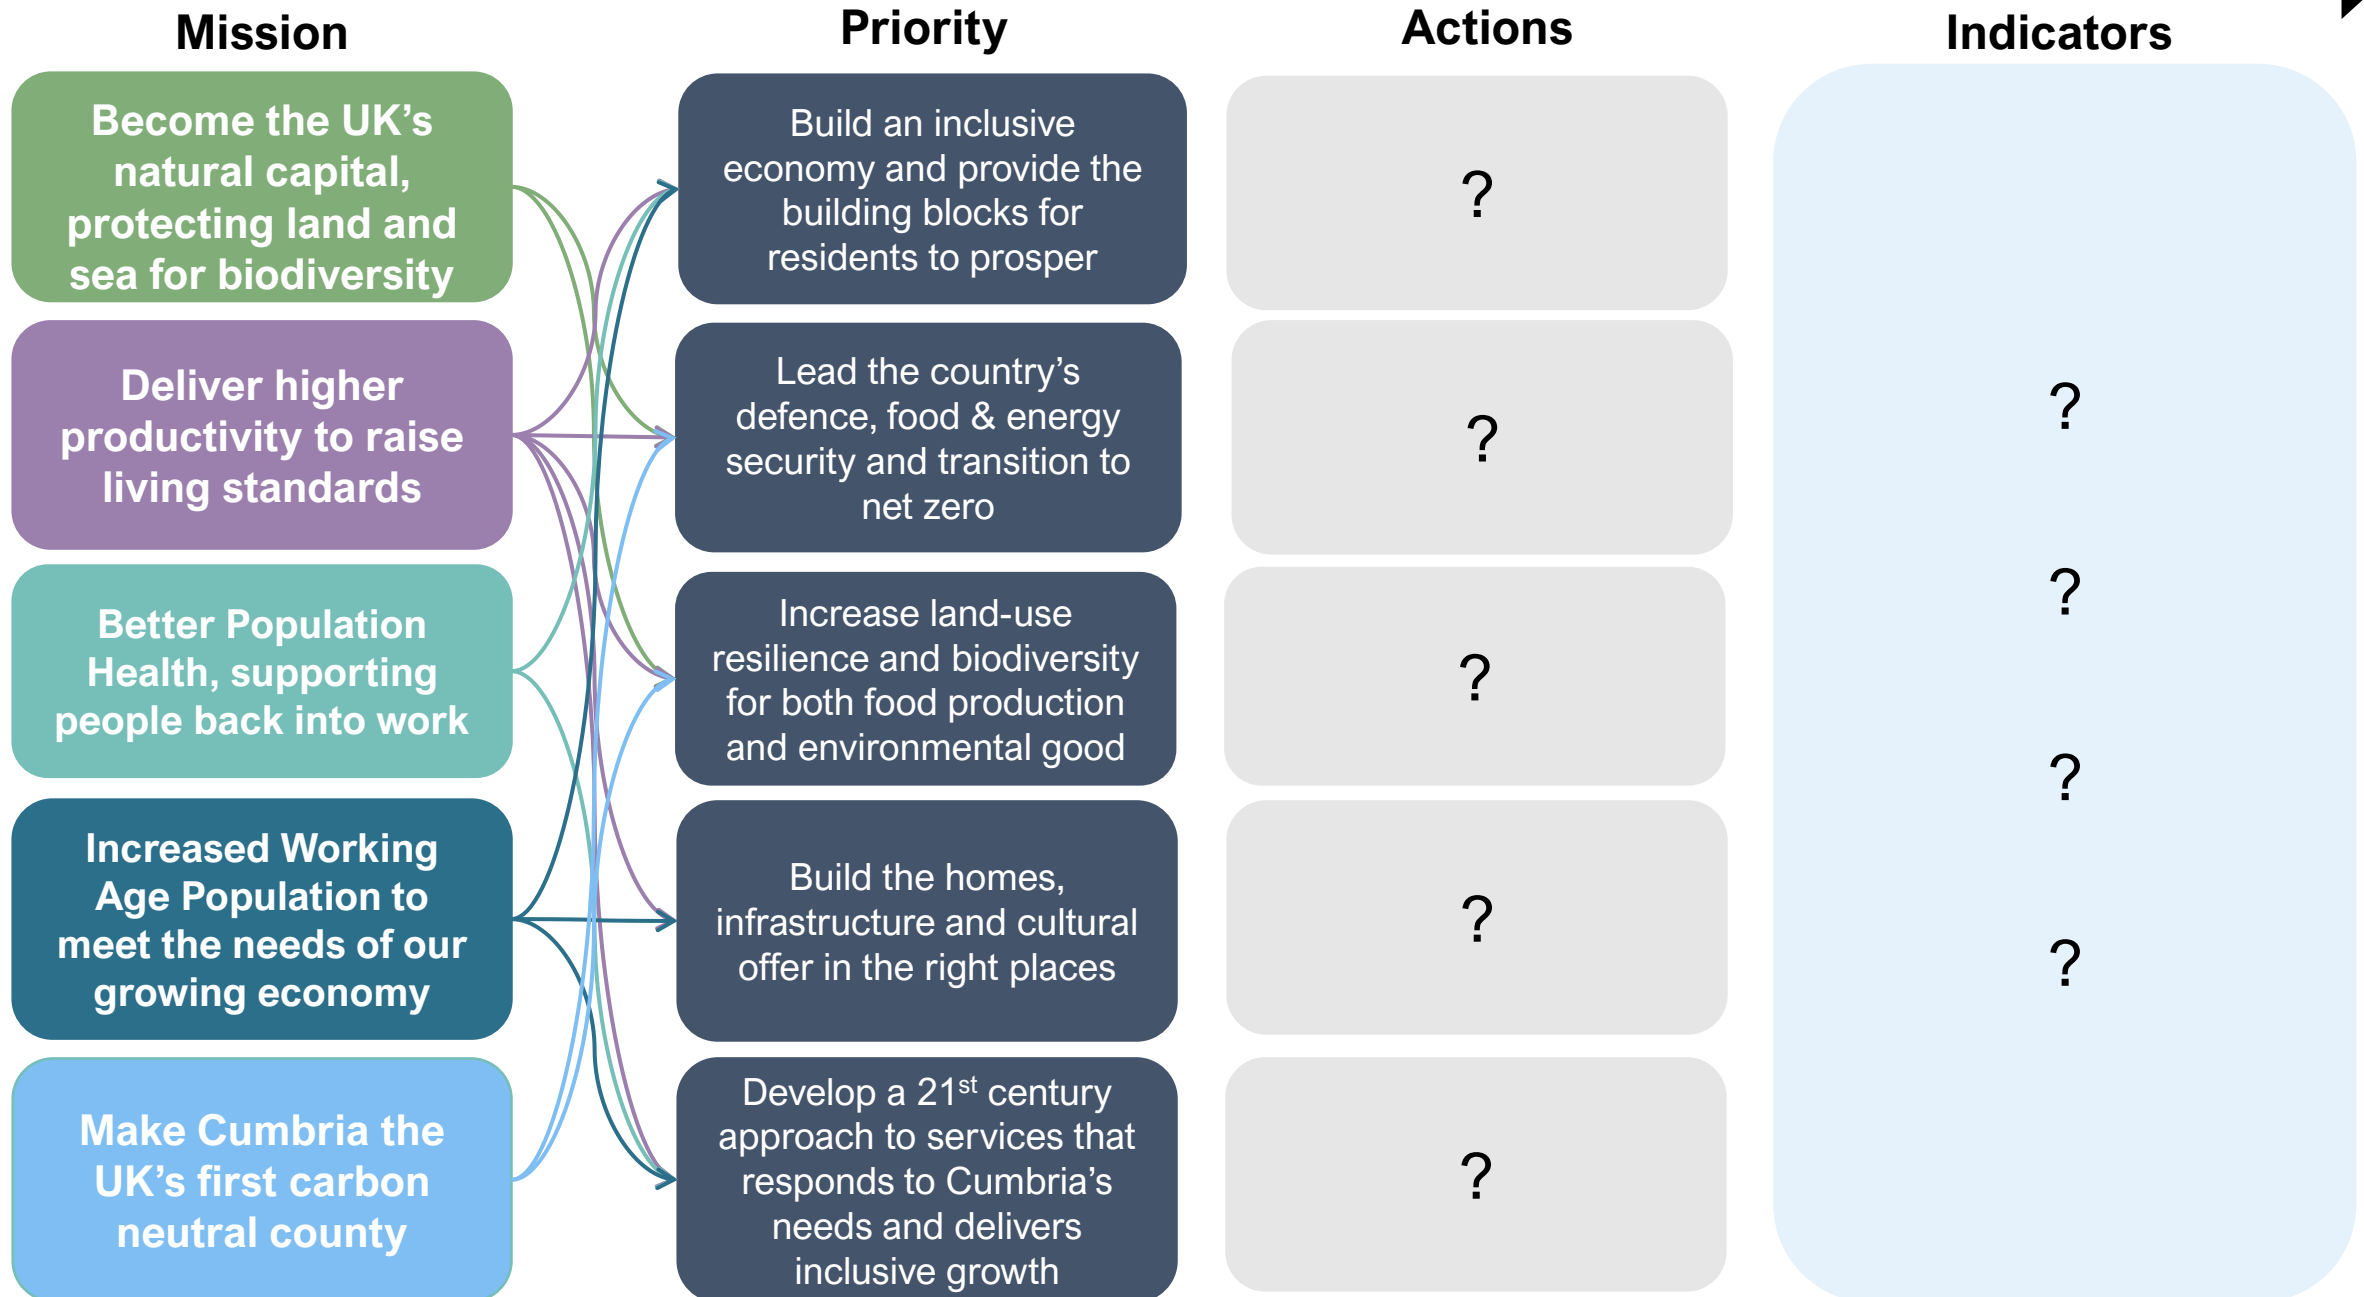 Mission
Priority
Actions
Indicators
Become the UK’s
natural capital,
protecting land and
sea for biodiversity
Build an inclusive
economy and provide the
building blocks for
residents to prosper
?
Deliver higher
productivity to raise
living standards
Lead the country’s
defence, food & energy
security and transition to
net zero
?
Better Population
Health, supporting
people back into work
Increase land-use
resilience and biodiversity
for both food production
and environmental good
?
Increased Working
Age Population to
meet the needs of our
growing economy
Build the homes,
infrastructure and cultural
offer in the right places
?
Make Cumbria the
UK’s first carbon
neutral county
Develop a 21st century
approach to services that
responds to Cumbria’s
needs and delivers
inclusive growth
?
?
?
?
?